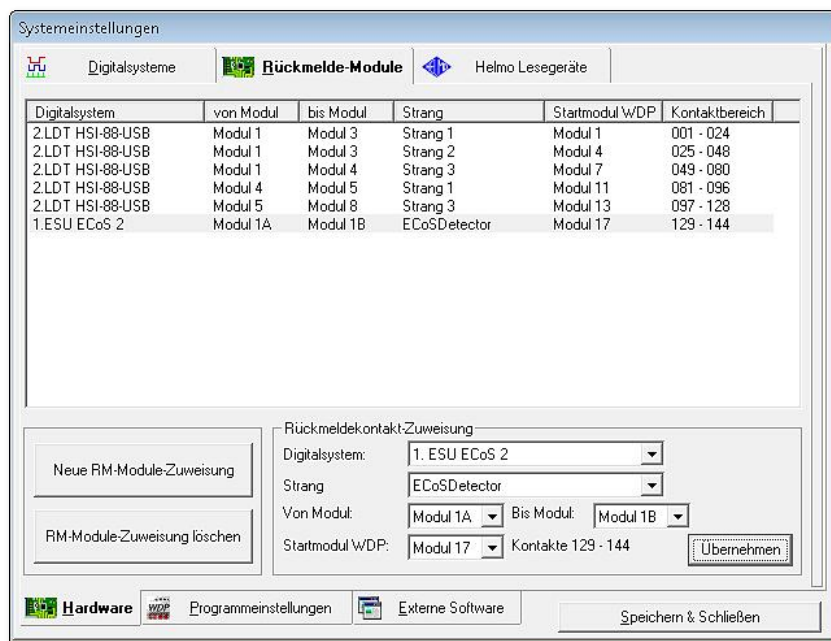 Systemeinstellungen
Digitalsysteme Rückmelde-Module Helmo Lesegeräte
Digitalsystem von Modul bis Modul Strang Startmodul WDP Kontaktbereich
2.LDT HSI-88-USB Modul 1 Modul 3 Strang 1 Modul 1 001 - 024
2.LDT HSI-88-USB Modul 1 Modul 3 Strang 2 Modul 4 025 - 048
2.LDT HSI-88-USB Modul 1 Modul 4 Strang 3 Modul 7 049 - 080
2.LDT HSI-88-USB Modul 4 Modul 5 Strang 1 Modul 11 081 - 096
2.LDT HSI-88-USB Modul 5 Modul 8 Strang 3 Modul 13 097 - 128
1.ESU ECoS 2 Modul 1A Modul 1B ECoSDetector Modul 17 129 - 144
Neue RM-Module-Zuweisung
RM-Module-Zuweisung löschen
Rückmeldekontakt-Zuweisung
Digitalsystem: 1. ESU ECoS 2
Strang ECoSDetector
Von Modul: Modul 1A Bis Modul: Modul 1B
Startmodul WDP: Modul 17 Kontakte 129 - 144 Übernehmen
Hardware WDP Programmeinstellungen Externe Software
Speichern & Schließen